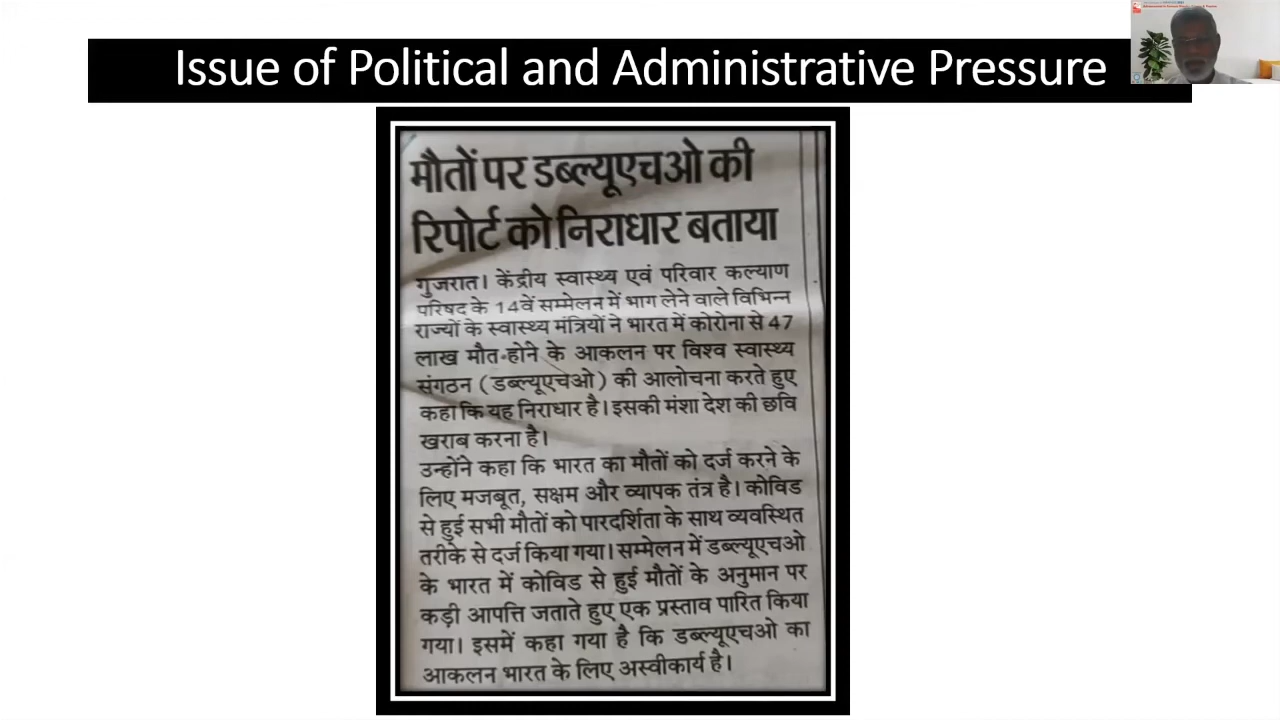 Issue of Political and Administrative Pressure
मौतों पर डब्ल्यूएचओ की
रिपोर्ट को निराधार बताया
गुजरात। केंद्रीय स्वास्थ्य एवं परिवार कल्याण
परिषद के 14वें सम्मेलन में भाग लेने वाले विभिन्न
राज्यों के स्वास्थ्य मंत्रियों ने भारत में कोरोना से 47
लाख मौत होने के आकलन पर विश्व स्वास्थ्य
संगठन (डब्ल्यूएचओ) की आलोचना करते हुए
कहा कि यह निराधार है। इसकी मंशा देश की छवि
खराब करना है।
उन्होंने कहा कि भारत का मौतों को दर्ज करने के
लिए मजबूत, सक्षम और व्यापक तंत्र है। कोविड
से हुई सभी मौतों को पारदर्शिता के साथ व्यवस्थित
तरीके से दर्ज किया गया। सम्मेलन में डब्ल्यूएचओ
के भारत में कोविड से हुई मौतों के अनुमान पर
कड़ी आपत्ति जताते हुए एक प्रस्ताव पारित किया
गया। इसमें कहा गया है कि डब्ल्यूएचओ का
आकलन भारत के लिए अस्वीकार्य है।